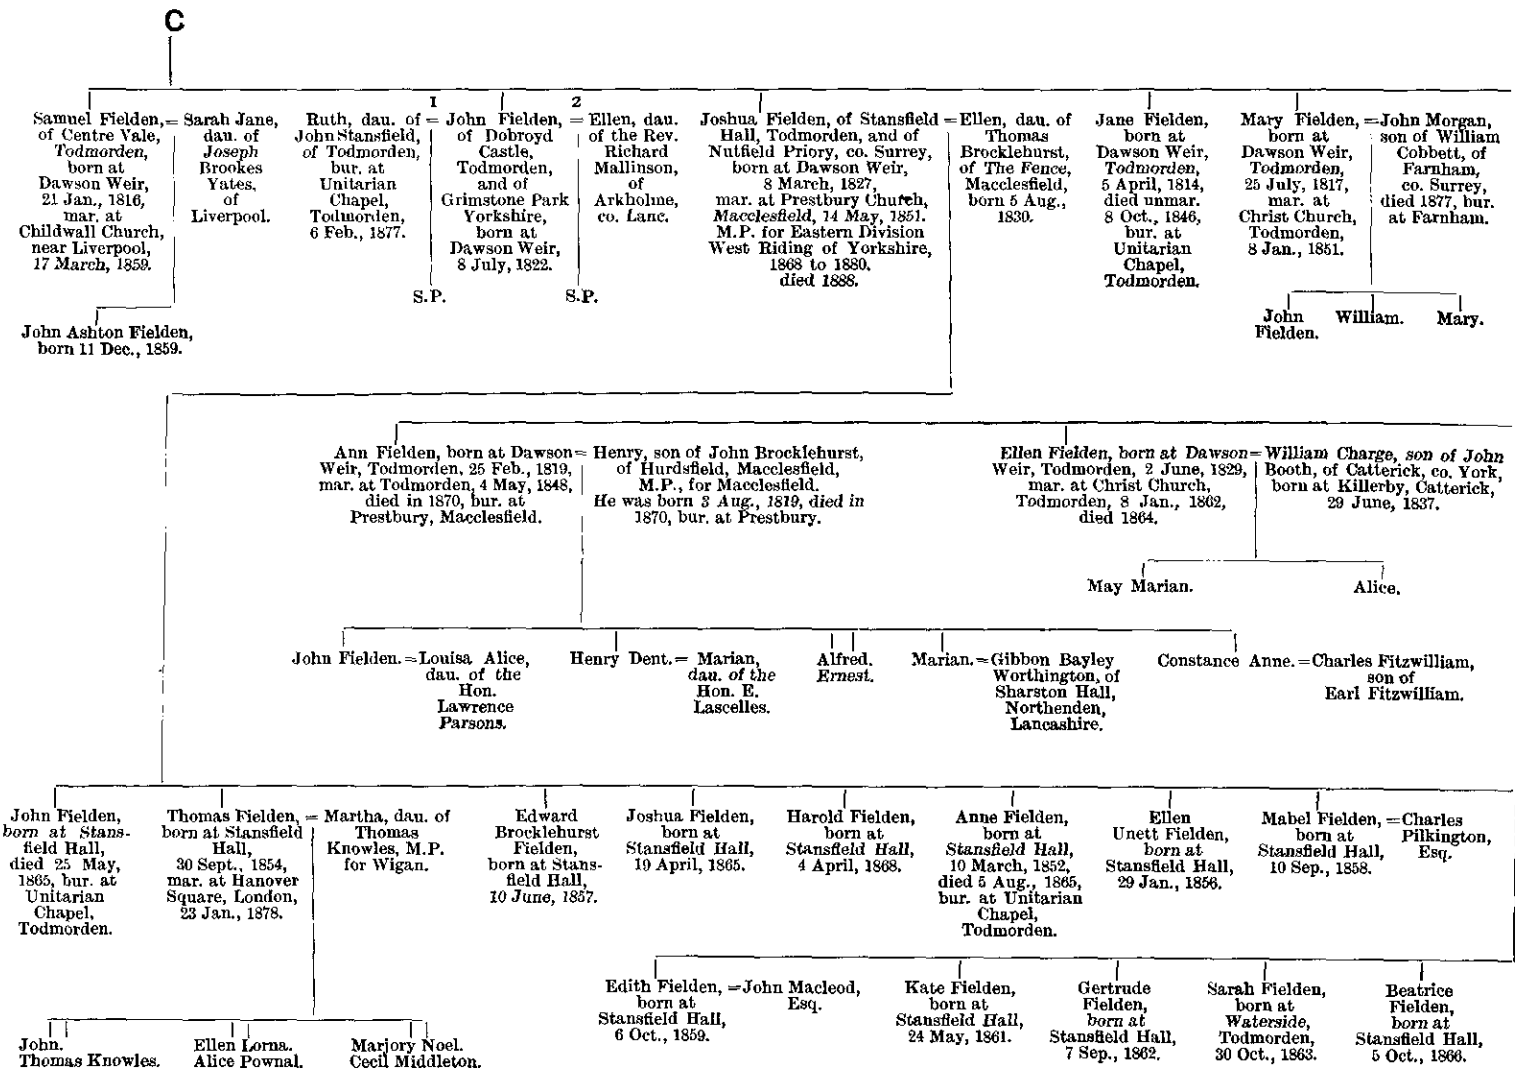 C
1
2
Samuel Fielden,=
of Centre Vale,
Todmorden,
born at
Dawson Weir,
21 Jan., 1816,
mar. at
Childwall Church,
near Liverpool,
17 March, 1859.
Sarah Jane,
dau. of
Joseph
Brookes
Yates,
of
Liverpool.
Ruth, dau. of =
John Stansfield,
of Todmorden,
bur. at
Unitarian
Chapel,
Todmorden,
6 Feb., 1877.
John Fielden, =
of Dobroyd
Castle,
Todmorden,
and of
Grimstone Park
Yorkshire,
born at
Dawson Weir,
8 July, 1822.
Ellen, dau.
of the Rev.
Richard
Mallinson,
of
Arkholme,
co. Lanc.
Joshua Fielden, of Stansfield =
Hall, Todmorden, and of
Nutfield Priory, co. Surrey,
born at Dawson Weir,
8 March, 1827,
mar. at Prestbury Church,
Macclesfield, 14 May, 1851.
M.P. for Eastern Division
West Riding of Yorkshire,
1868 to 1880.
died 1888.
Ellen, dau. of
Thomas
Brocklehurst,
of The Fence,
Macclesfield,
born 5 Aug.,
1830.
Jane Fielden,
born at
Dawson Weir,
Todmorden,
5 April, 1814,
died unmar.
8 Oct., 1846,
bur. at
Unitarian
Chapel,
Todmorden.
Mary Fielden, =
born at
Dawson Weir,
Todmorden,
25 July, 1817,
mar. at
Christ Church,
Todmorden,
8 Jan., 1851.
John Morgan,
son of William
Cobbett, of
Farnham,
co. Surrey,
died 1877, bur.
at Farnham.
S.P.
S.P.
John Ashton Fielden,
born 11 Dec., 1859.
John
Fielden.
William.
Mary.
Ann Fielden, born at Dawson =
Weir, Todmorden, 25 Feb., 1819,
mar. at Todmorden, 4 May, 1848,
died in 1870, bur. at
Prestbury, Macclesfield.
Henry, son of John Brocklehurst,
of Hurdsfield, Macclesfield,
M.P., for Macclesfield.
He was born 3 Aug., 1819, died in
1870, bur. at Prestbury.
Ellen Fielden, born at Dawson =
Weir, Todmorden, 2 June, 1829,
mar. at Christ Church,
Todmorden, 8 Jan., 1862,
died 1864.
William Charge, son of John
Booth, of Catterick, co. York,
born at Killerby, Catterick,
29 June, 1837.
May Marian.
Alice.
John Fielden. =
Louisa Alice,
dau. of the
Hon.
Lawrence
Parsons.
Henry Dent. =
Marian,
dau. of the
Hon. E.
Lascelles.
Alfred.
Ernest.
Marian. =
Gibbon Bayley
Worthington, of
Sharston Hall,
Northenden,
Lancashire.
Constance Anne. =
Charles Fitzwilliam,
son of
Earl Fitzwilliam.
John Fielden,
born at Stans-
field Hall,
died 25 May,
1865, bur. at
Unitarian
Chapel,
Todmorden.
Thomas Fielden, =
born at Stansfield
Hall,
30 Sept., 1854,
mar. at Hanover
Square, London,
23 Jan., 1878.
Martha, dau. of
Thomas
Knowles, M.P.
for Wigan.
Edward
Brocklehurst
Fielden,
born at Stans-
field Hall,
10 June, 1857.
Joshua Fielden,
born at
Stansfield Hall,
19 April, 1865.
Harold Fielden,
born at
Stansfield Hall,
4 April, 1868.
Anne Fielden,
born at
Stansfield Hall,
10 March, 1852,
died 5 Aug., 1865,
bur. at Unitarian
Chapel,
Todmorden.
Ellen
Unett Fielden,
born at
Stansfield Hall,
29 Jan., 1856.
Mabel Fielden, =
born at
Stansfield Hall,
10 Sep., 1858.
Charles
Pilkington,
Esq.
Edith Fielden, =
born at
Stansfield Hall,
6 Oct., 1859.
John Macleod,
Esq.
Kate Fielden,
born at
Stansfield Hall,
24 May, 1861.
Gertrude
Fielden,
born at
Stansfield Hall,
7 Sep., 1862.
Sarah Fielden,
born at
Waterside,
Todmorden,
30 Oct., 1863.
Beatrice
Fielden,
born at
Stansfield Hall,
5 Oct., 1866.
John.
Thomas Knowles.
Ellen Lorna.
Alice Pownal.
Marjory Noel.
Cecil Middleton.